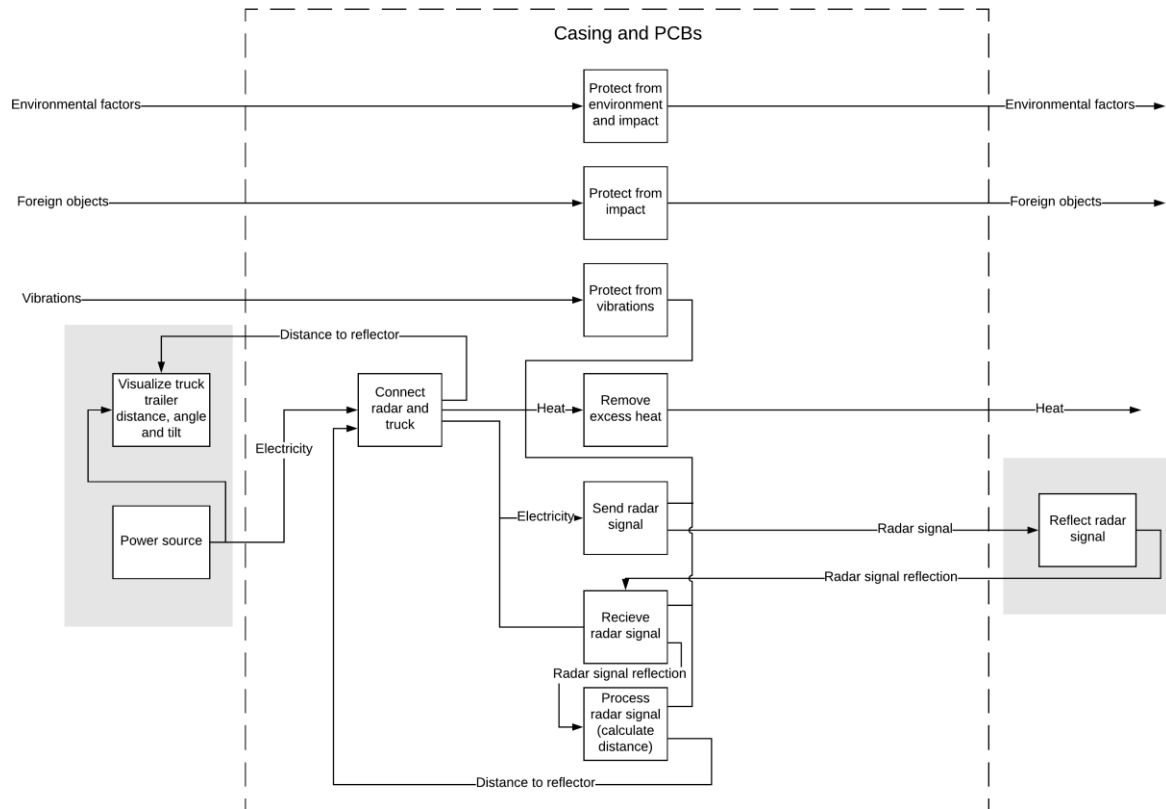 Casing and PCBs
Protect from
environment
and impact
Environmental factors
Environmental factors
Protect from
impact
Foreign objects
Foreign objects
Protect from
vibrations
Vibrations
Distance to reflector
Visualize truck
trailer
distance, angle
and tilt
Connect
radar and
truck
Heat
Remove
excess heat
Heat
Electricity
Power source
Electricity
Send radar
signal
Radar signal
Reflect radar
signal
Radar signal reflection
Recieve
radar signal
Radar signal reflection
Process
radar signal
(calculate
distance)
Distance to reflector